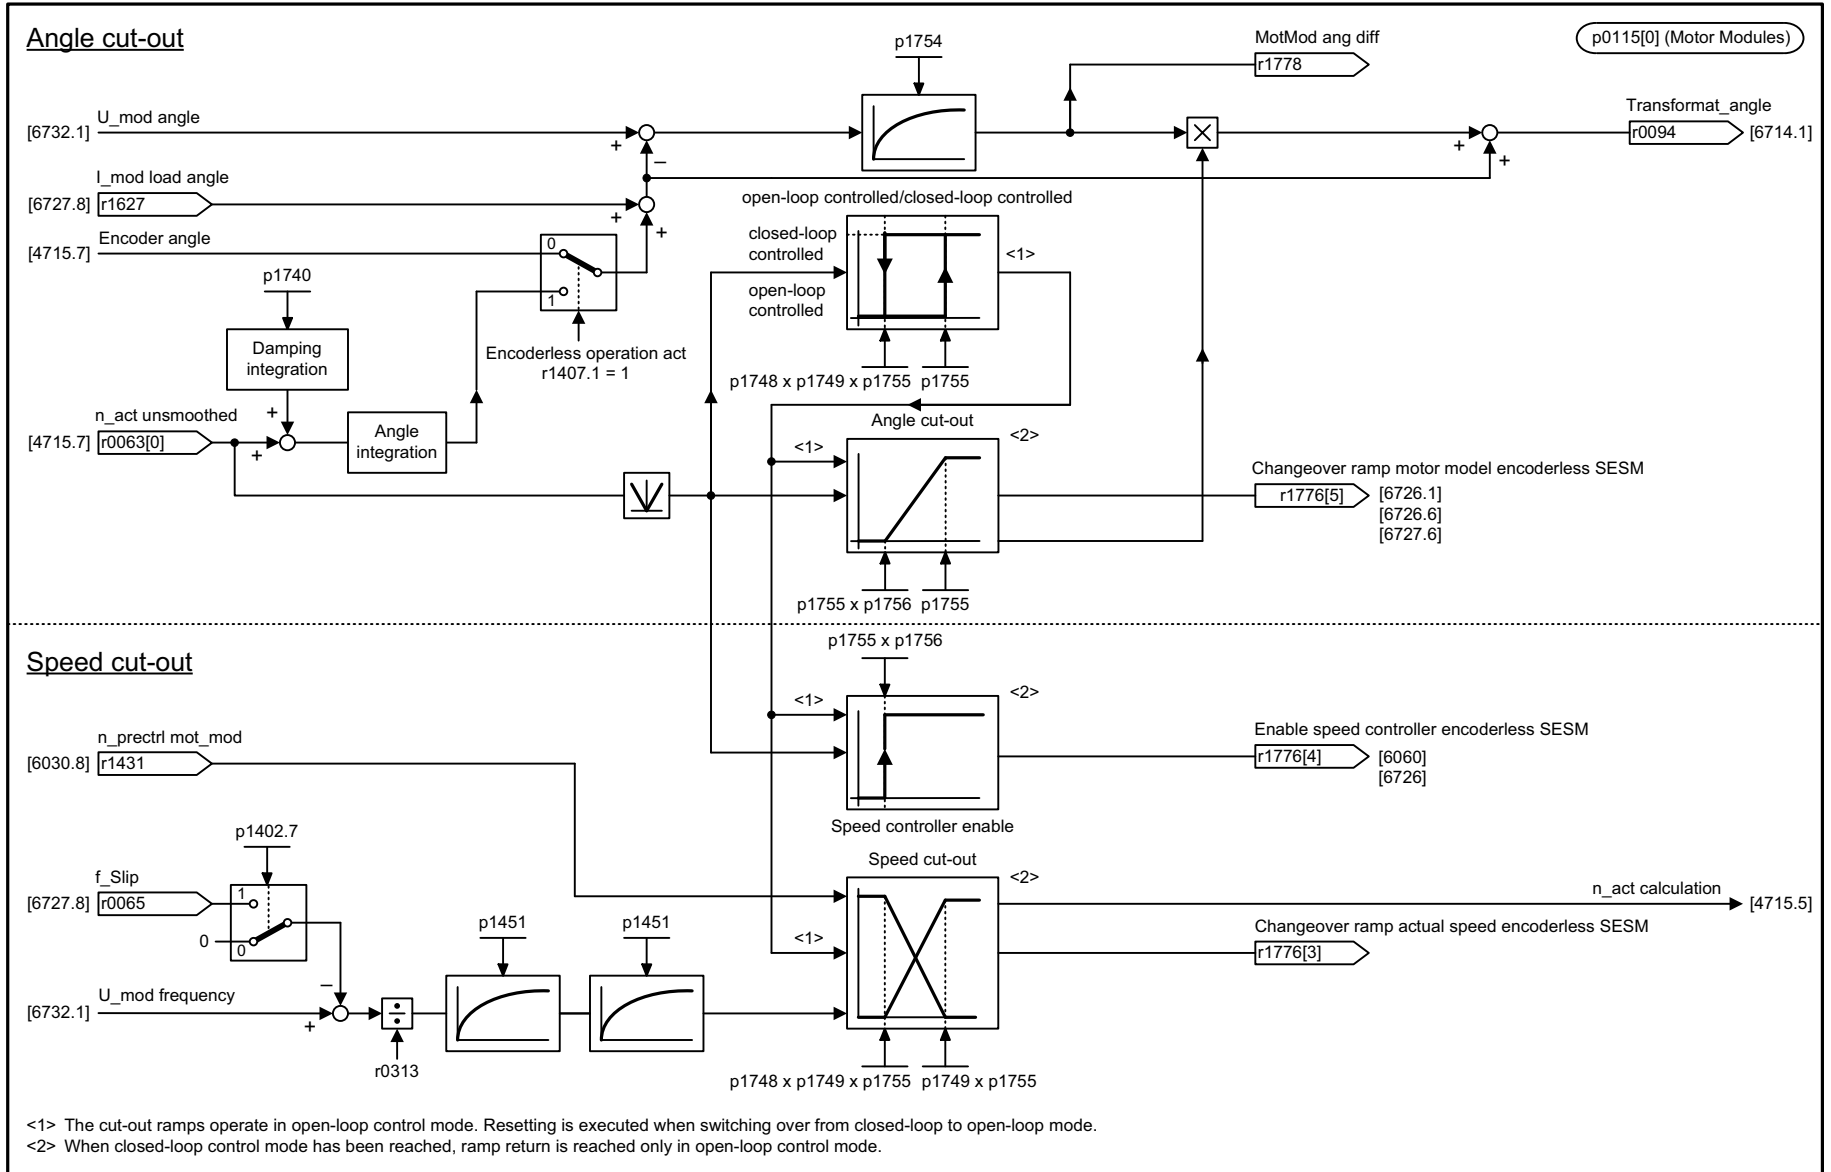 Angle cut-out
p0115[0] (Motor Modules)
p1754
MotMod ang diff
r1778
U_mod angle
[6732.1]
+
–
Transformat_angle
r0094
[6714.1]
+
+
I_mod load angle
[6727.8]
r1627
+
+
open-loop controlled/closed-loop controlled
closed-loop
controlled
open-loop
controlled
<1>
Encoder angle
[4715.7]
0
1
p1740
Damping
integration
Encoderless operation act
r1407.1 = 1
p1748 x p1749 x p1755
p1755
n_act unsmoothed
[4715.7]
r0063[0]
+
+
Angle
integration
Angle cut-out
<1>
<2>
Changeover ramp motor model encoderless SESM
r1776[5]
[6726.1]
[6726.6]
[6727.6]
p1755 x p1756
p1755
Speed cut-out
p1755 x p1756
<1>
<2>
n_prectrl mot_mod
[6030.8]
r1431
Enable speed controller encoderless SESM
r1776[4]
[6060]
[6726]
Speed controller enable
p1402.7
f_Slip
[6727.8]
r0065
1
0
0
Speed cut-out
<2>
<1>
n_act calculation
[4715.5]
Changeover ramp actual speed encoderless SESM
r1776[3]
p1451
p1451
U_mod frequency
[6732.1]
+
–
÷
r0313
p1748 x p1749 x p1755
p1749 x p1755
<1> The cut-out ramps operate in open-loop control mode. Resetting is executed when switching over from closed-loop to open-loop mode.
<2> When closed-loop control mode has been reached, ramp return is reached only in open-loop control mode.